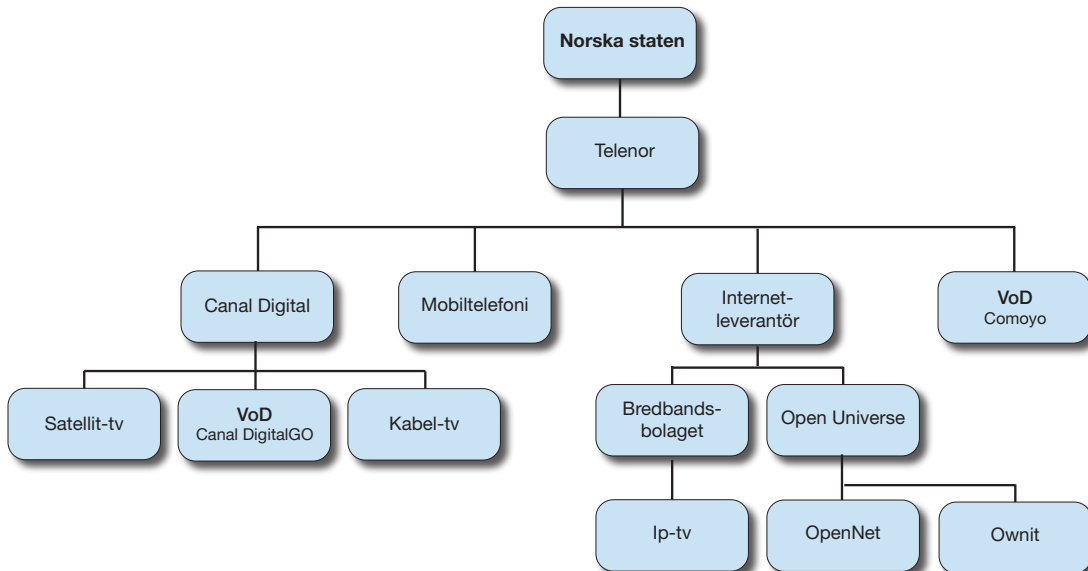 Norska staten
Telenor
Canal Digital
Mobiltelefoni
Internet-
leverantör
VoD
Comoyo
Satellit-tv
VoD
Canal DigitalGO
Kabel-tv
Bredbands-
bolaget
Open Universe
Ip-tv
OpenNet
Ownit